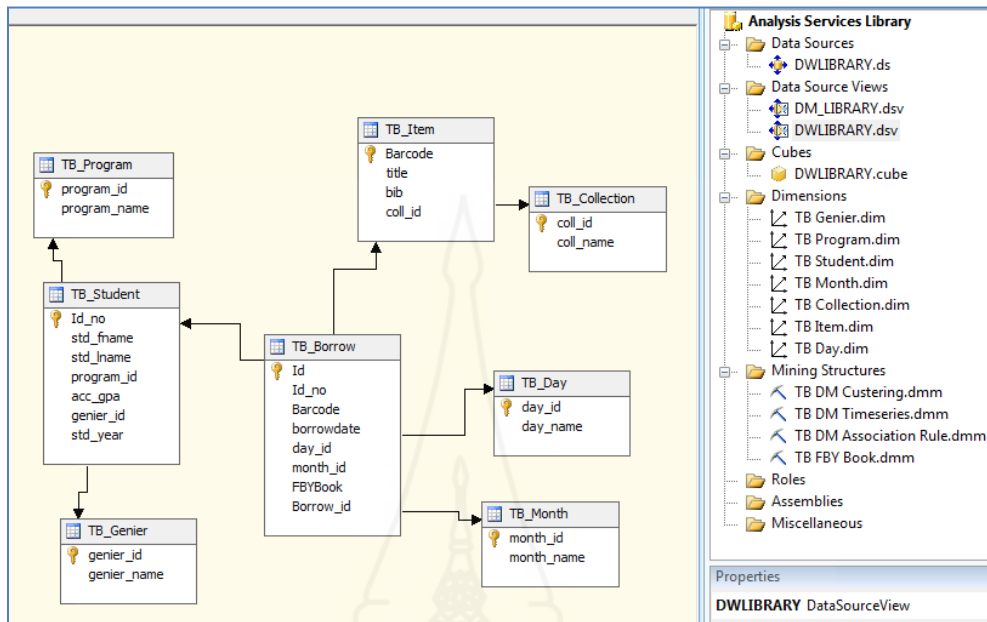 TB_Program
program_id
program_name
TB_Student
Id_no
std_fname
std_lname
program_id
acc_gpa
genier_id
std_year
TB_Genier
genier_id
genier_name
TB_Item
Barcode
title
bib
coll_id
TB_Collection
coll_id
coll_name
TB_Borrow
Id
Id_no
Barcode
borrowdate
day_id
month_id
FBYBook
Borrow_id
TB_Day
day_id
day_name
TB_Month
month_id
month_name
Analysis Services Library
Data Sources
DWLIBRARY.ds
Data Source Views
DM_LIBRARY.dsv
DWLIBRARY.dsv
Cubes
DWLIBRARY.cube
Dimensions
TB Genier.dim
TB Program.dim
TB Student.dim
TB Month.dim
TB Collection.dim
TB Item.dim
TB Day.dim
Mining Structures
TB DM Custering.dmm
TB DM Timeseries.dmm
TB DM Association Rule.dmm
TB FBY Book.dmm
Roles
Assemblies
Miscellaneous
Properties
DWLIBRARY DataSourceView